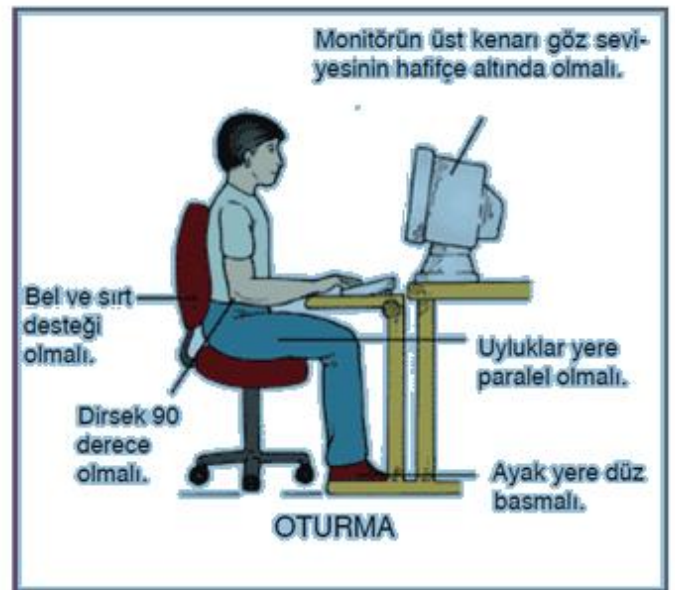 Monitörün üst kenarı göz sevi-
yesinin hafifçe altında olmalı.
Bel ve sırt
desteği
olmalı.
Uyluklar yere
paralel olmalı.
Dirsek 90
derece
olmalı.
Ayak yere düz
basmalı.
OTURMA